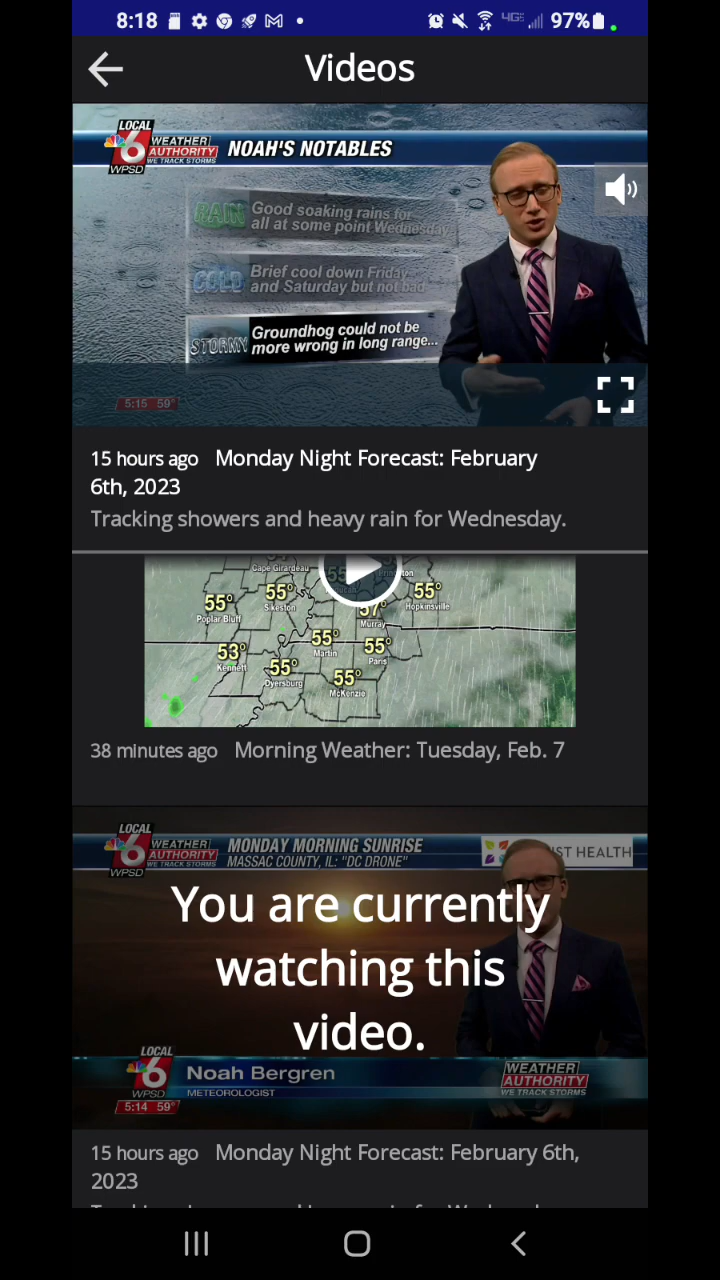 8:18
4GE
97%
Videos
LOCAL
6
WPSD
WEATHER
AUTHORITY
WE TRACK STORMS
NOAH'S NOTABLES
RAIN
Good soaking rains for
all at some point Wednesday
COLD
Brief cool down Friday
and Saturday but not bad
STORMY
Groundhog could not be
more wrong in long range...
5:15 59°
15 hours ago Monday Night Forecast: February
6th, 2023
Tracking showers and heavy rain for Wednesday.
Cape Girardeau
55°
55°
Poplar Bluff
55°
Sikeston
57°
Murray
55°
Hopkinsville
53°
Kennett
55°
Martin
55°
Paris
55°
Dyersburg
55°
McKenzie
38 minutes ago Morning Weather: Tuesday, Feb. 7
LOCAL
6
WPSD
WEATHER
AUTHORITY
WE TRACK STORMS
MONDAY MORNING SUNRISE
MASSAC COUNTY, IL: "DC DRONE"
HEALTH
You are currently
watching this
video.
LOCAL
6
WPSD
Noah Bergren
METEOROLOGIST
WEATHER
AUTHORITY
WE TRACK STORMS
5:14 59°
15 hours ago Monday Night Forecast: February 6th,
2023